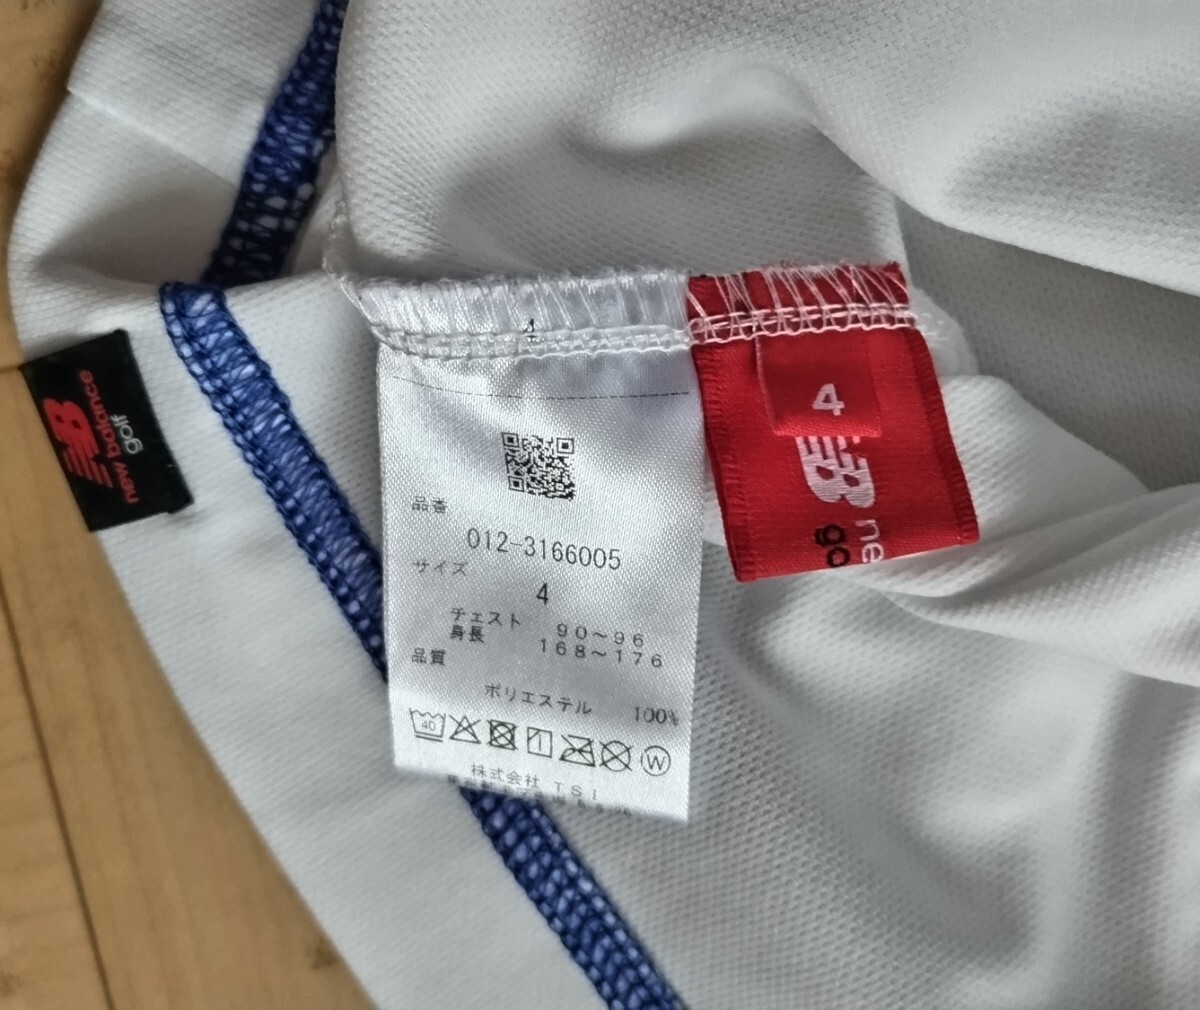 new balance
golf
4
4
ne
go
品番
012-3166005
サイズ
4
チェスト 90~96
身長 168~176
品質
ポリエステル 100%
40
W
株式会社 TSI